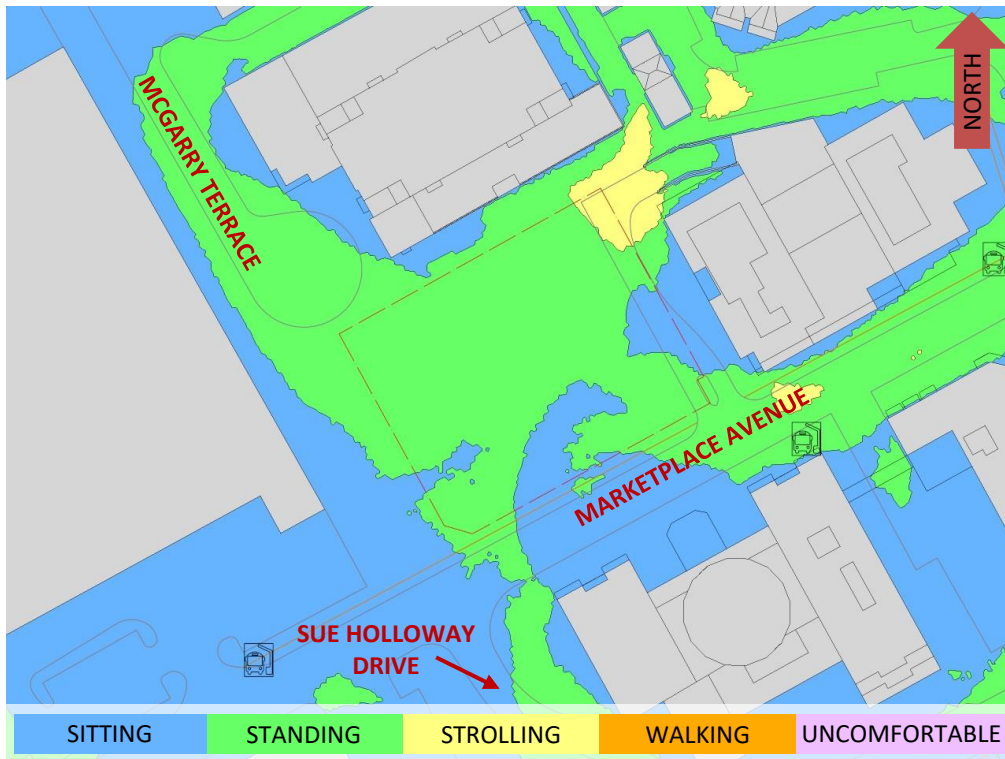 NORTH
MCGARRY TERRACE
MARKETPLACE AVENUE
SUE HOLLOWAY
DRIVE
SITTING
STANDING
STROLLING
WALKING
UNCOMFORTABLE